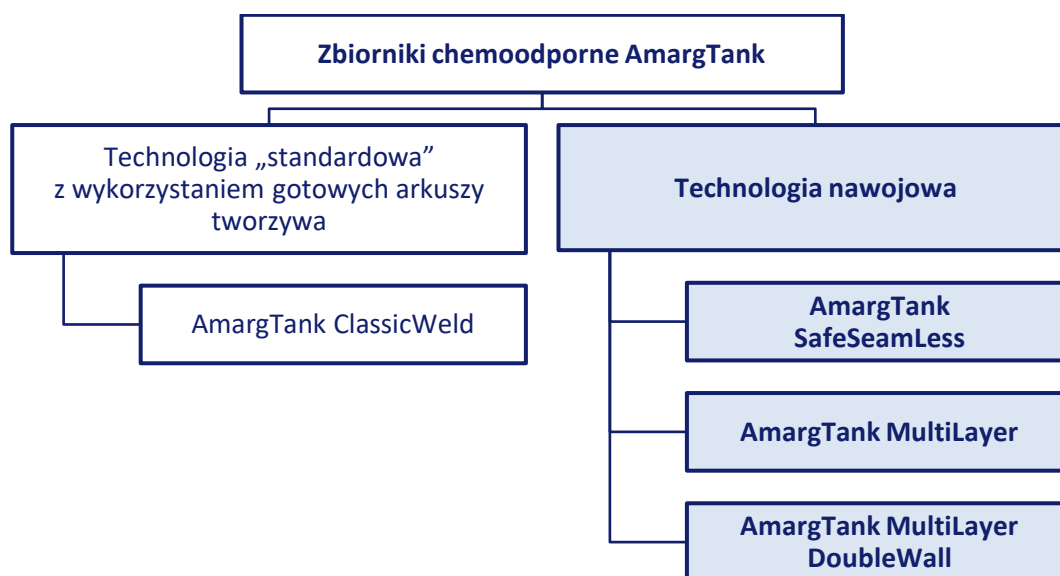 Zbiorniki chemoodporne AmargTank
Technologia „standardowa”
z wykorzystaniem gotowych arkuszy
tworzywa
Technologia nawojowa
AmargTank ClassicWeld
AmargTank
SafeSeamLess
AmargTank MultiLayer
AmargTank MultiLayer
DoubleWall